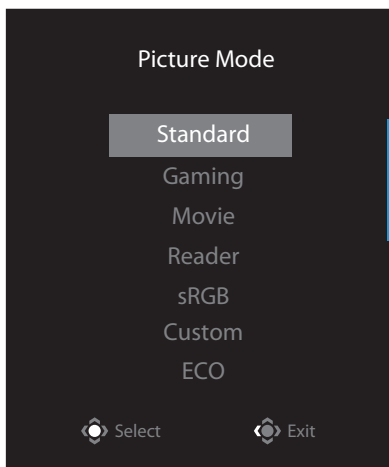 Picture Mode
Standard
Gaming
Movie
Reader
sRGB
Custom
ECO
Select Exit